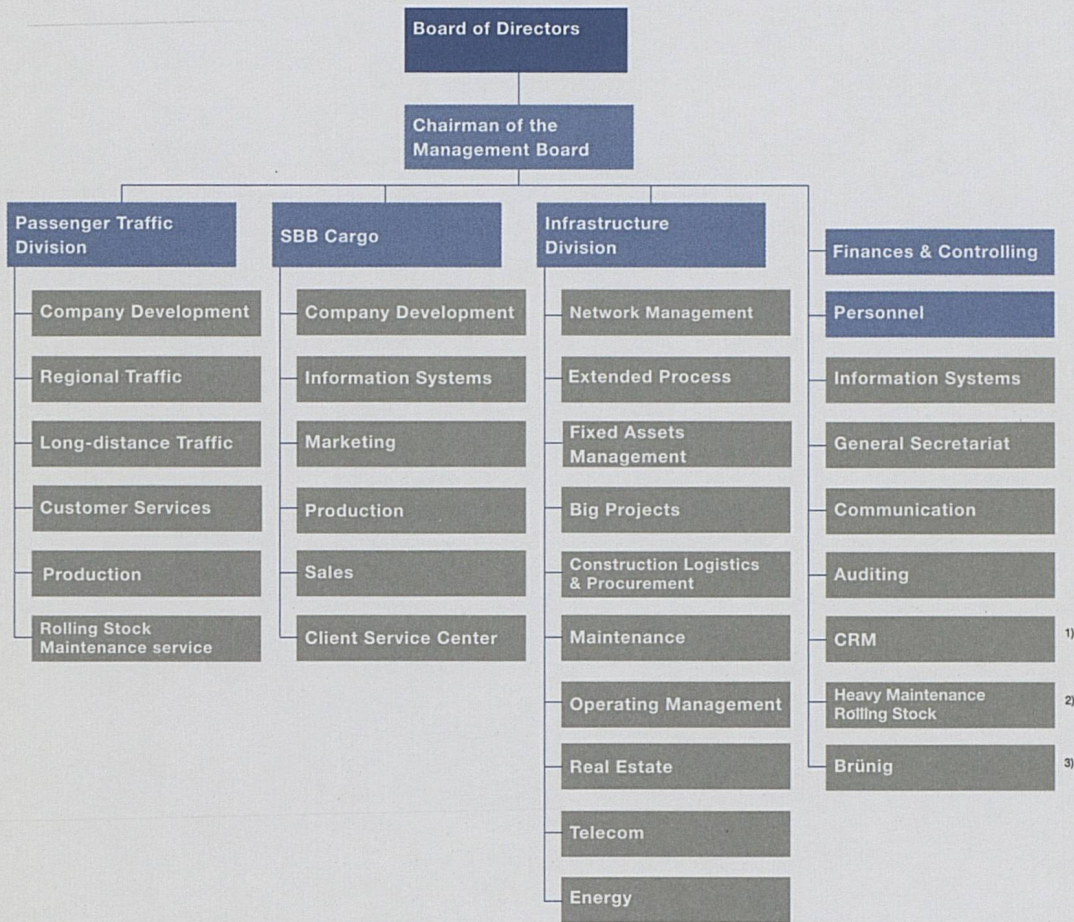 Board of Directors
Chairman of the
Management Board
Passenger Traffic
Division
Company Development
Regional Traffic
Long-distance Traffic
Customer Services
Production
Rolling Stock
Maintenance service
SBB Cargo
Company Development
Information Systems
Marketing
Production
Sales
Client Service Center
Infrastructure
Division
Network Management
Extended Process
Fixed Assets
Management
Big Projects
Construction Logistics
& Procurement
Maintenance
Operating Management
Real Estate
Telecom
Energy
Finances & Controlling
Personnel
Information Systems
General Secretariat
Communication
Auditing
CRM 1)
Heavy Maintenance 2)
Rolling Stock
Brünig 3)